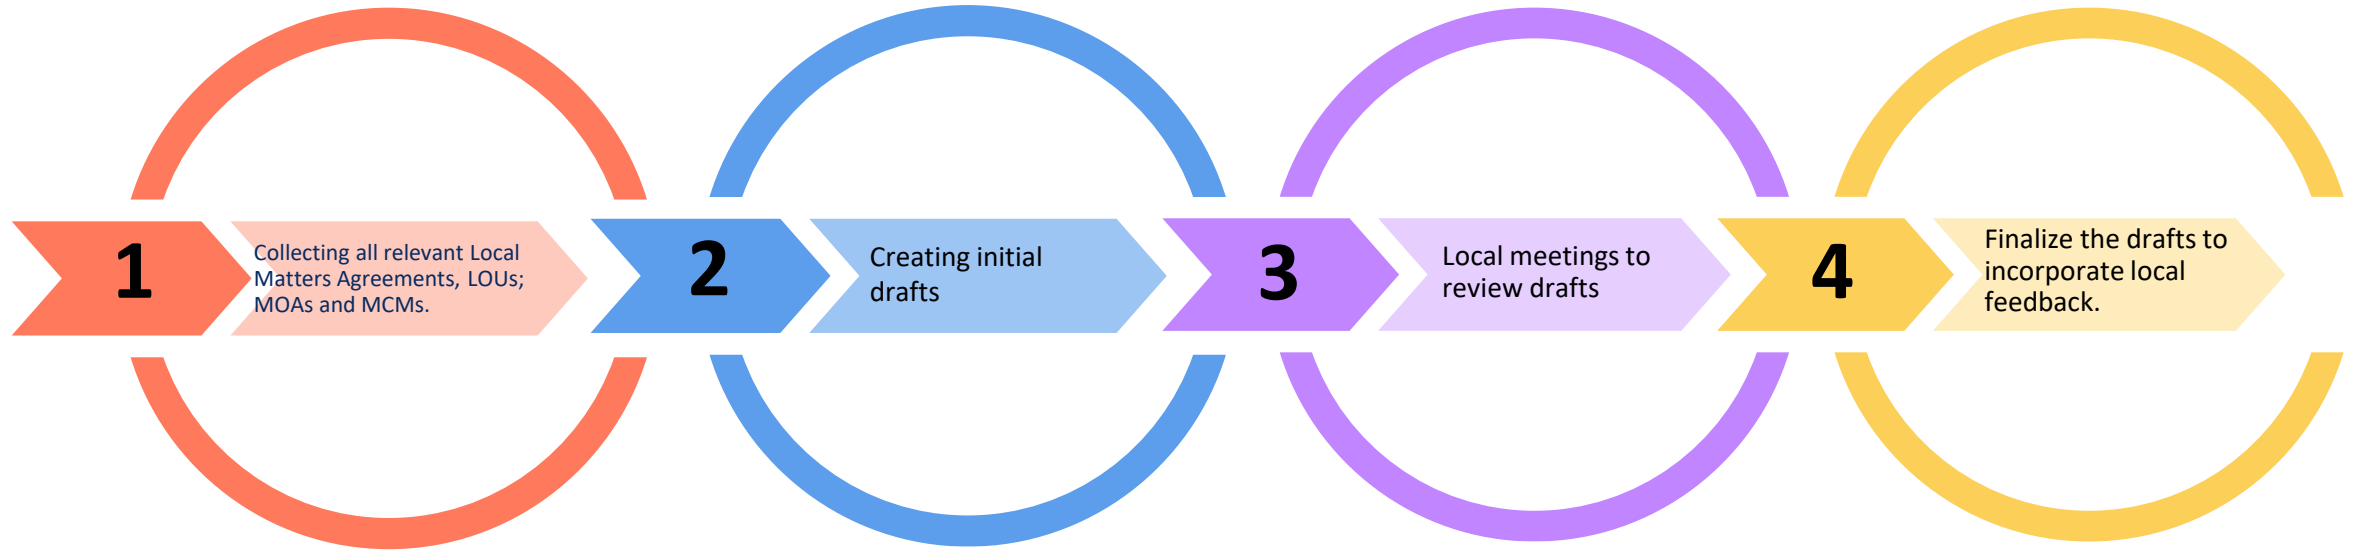 1
Collecting all relevant Local
Matters Agreements, LOUs;
MOAs and MCMs.
2
Creating initial
drafts
3
Local meetings to
review drafts
4
Finalize the drafts to
incorporate local
feedback.